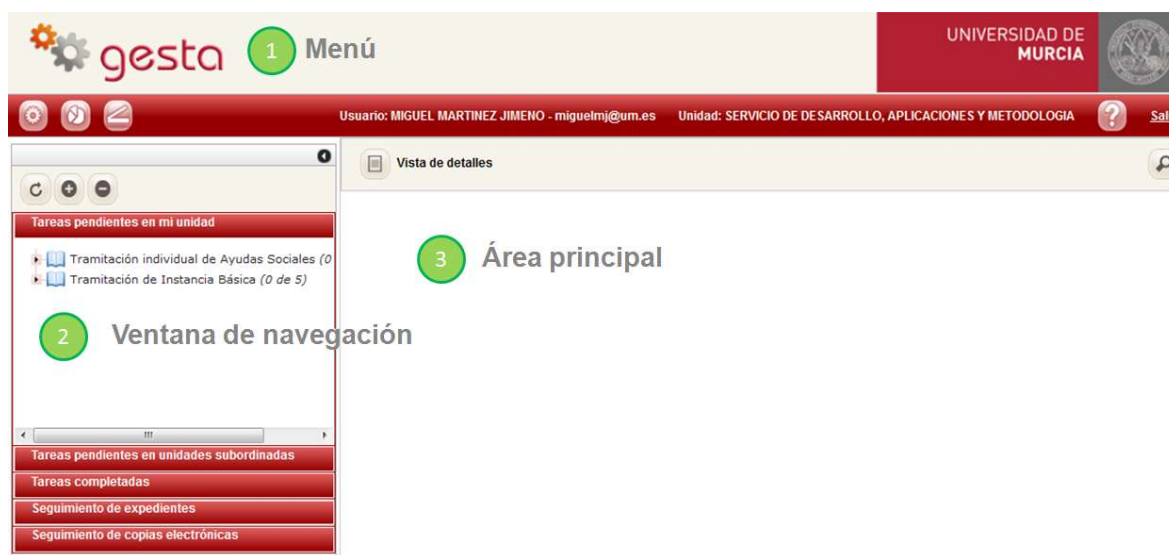 gesta
1 Menú
UNIVERSIDAD DE
MURCIA
Usuario: MIGUEL MARTINEZ JIMENO - miguelmj@um.es Unidad: SERVICIO DE DESARROLLO, APLICACIONES Y METODOLOGIA ? Sal
Vista de detalles
Tareas pendientes en mi unidad
Tramitación individual de Ayudas Sociales (0
Tramitación de Instancia Básica (0 de 5)
3 Área principal
2 Ventana de navegación
Tareas pendientes en unidades subordinadas
Tareas completadas
Seguimiento de expedientes
Seguimiento de copias electrónicas